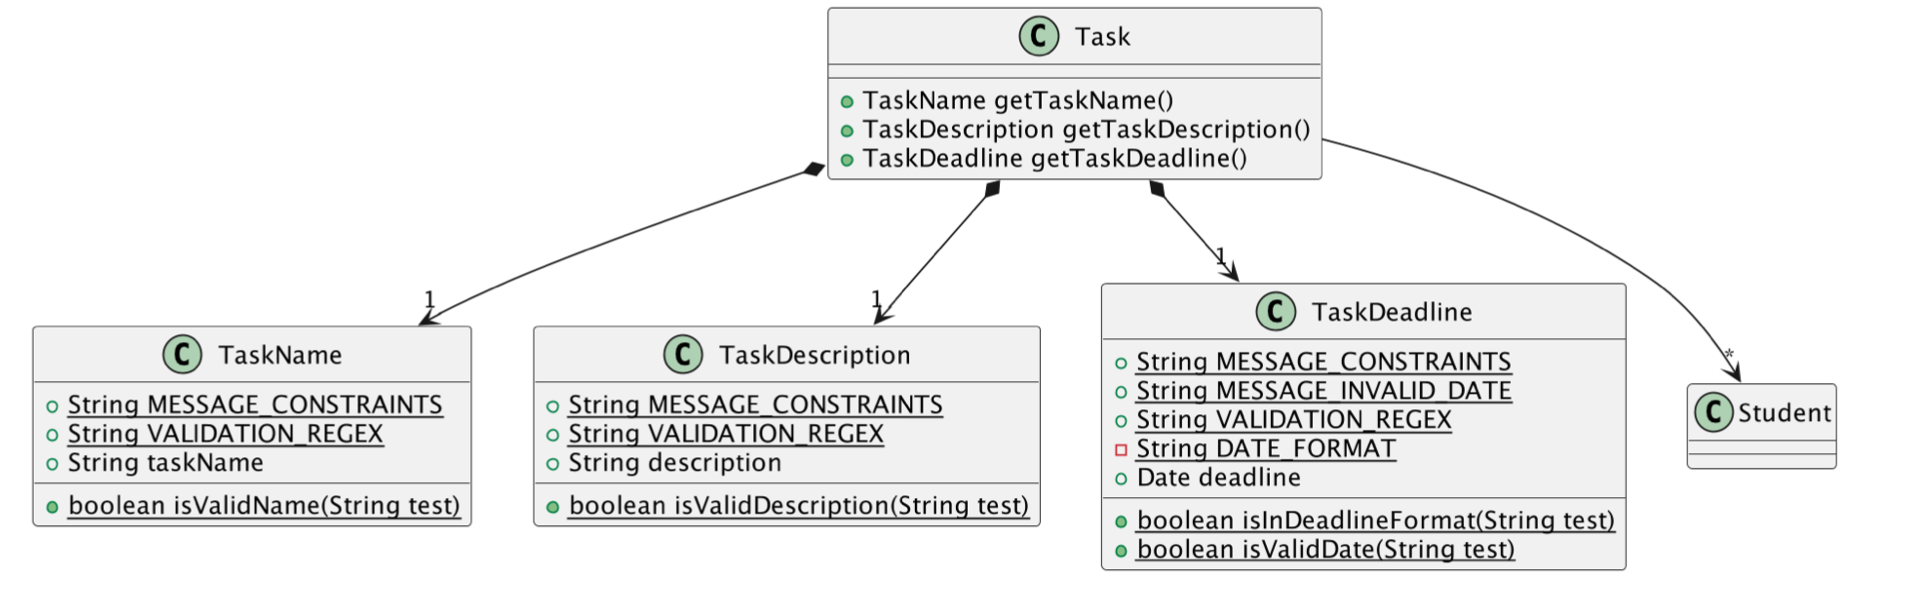 C Task
TaskName getTaskName()
TaskDescription getTaskDescription()
TaskDeadline getTaskDeadline()
1
1
1
*
C TaskName
String MESSAGE_CONSTRAINTS
String VALIDATION_REGEX
String taskName
boolean isValidName(String test)
C TaskDescription
String MESSAGE_CONSTRAINTS
String VALIDATION_REGEX
String description
boolean isValidDescription(String test)
C TaskDeadline
String MESSAGE_CONSTRAINTS
String MESSAGE_INVALID_DATE
String VALIDATION_REGEX
String DATE_FORMAT
Date deadline
boolean isInDeadlineFormat(String test)
boolean isValidDate(String test)
C Student